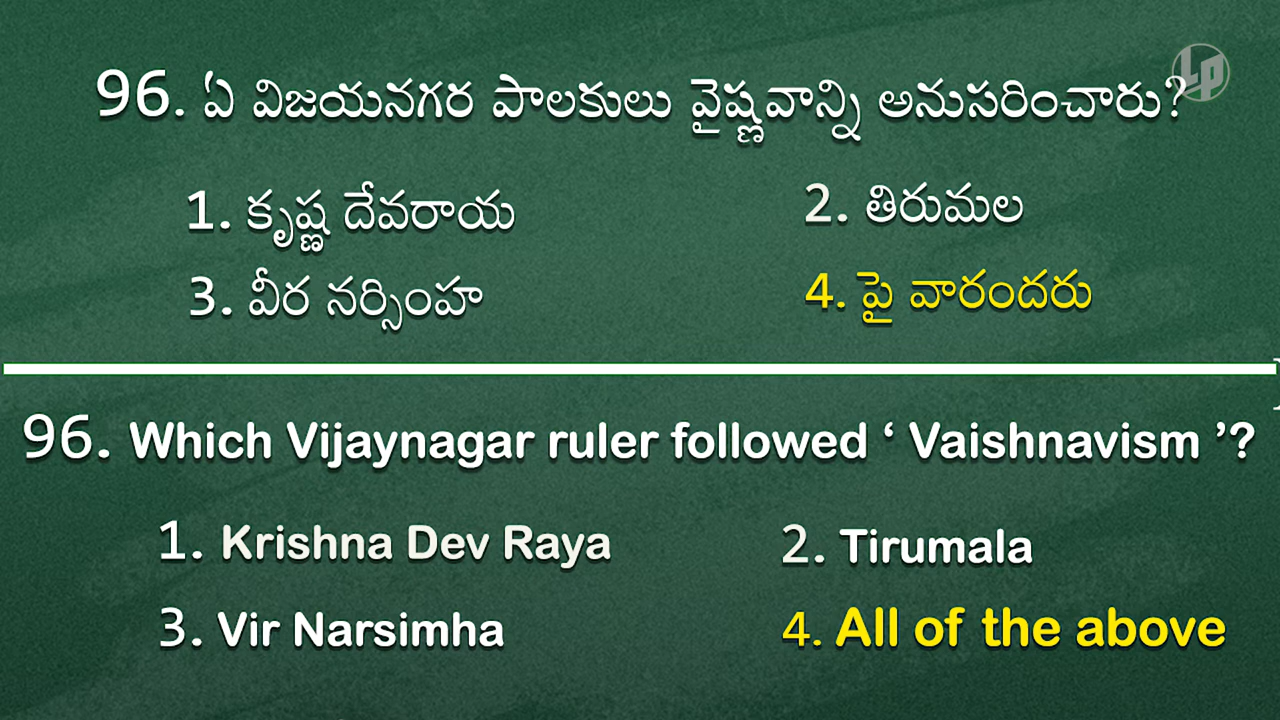 LP
96. ఏ విజయనగర పాలకులు వైష్ణవాన్ని అనుసరించారు?
1. కృష్ణ దేవరాయ 2. తిరుమల
3. వీర నర్సింహ 4. పై వారందరు
96. Which Vijaynagar ruler followed ‘ Vaishnavism ’?
1. Krishna Dev Raya 2. Tirumala
3. Vir Narsimha 4. All of the above